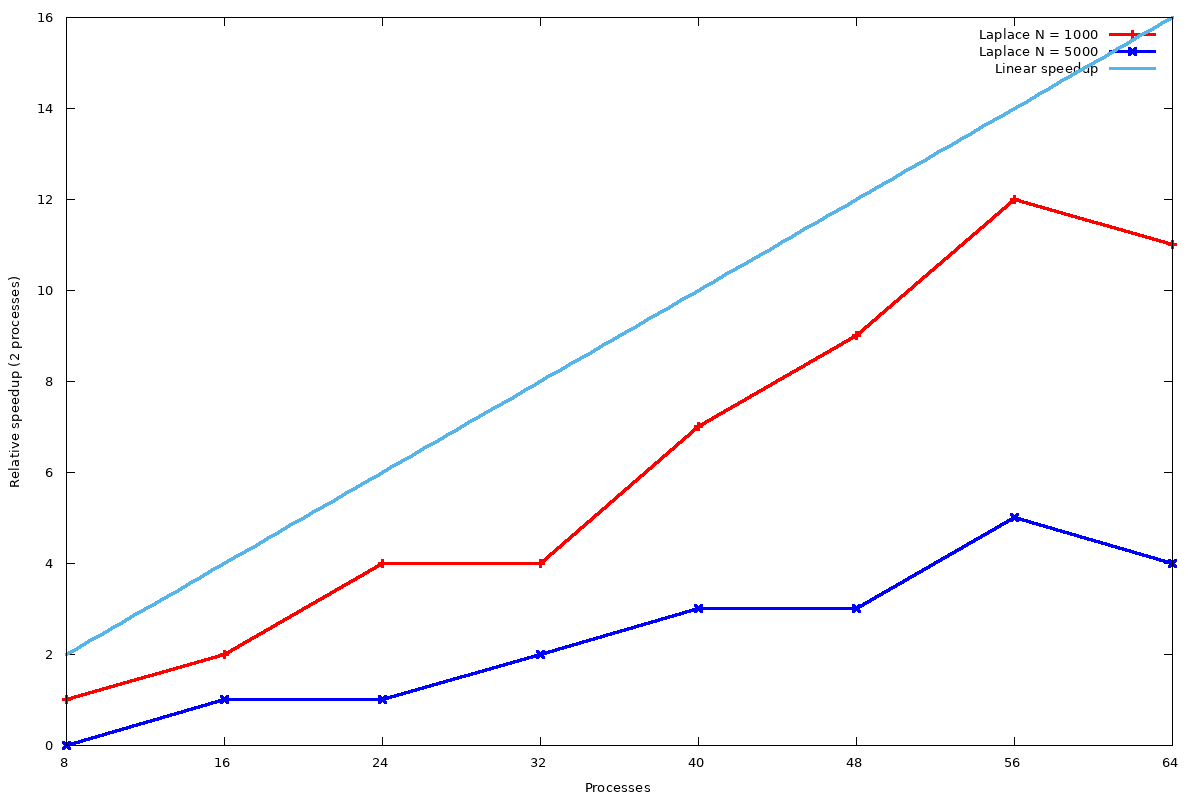 16
14
12
10
8
6
4
2
0
8 16 24 32 40 48 56 64
Relative speedup (2 processes)
Processes
Laplace N = 1000
Laplace N = 5000
Linear speedup